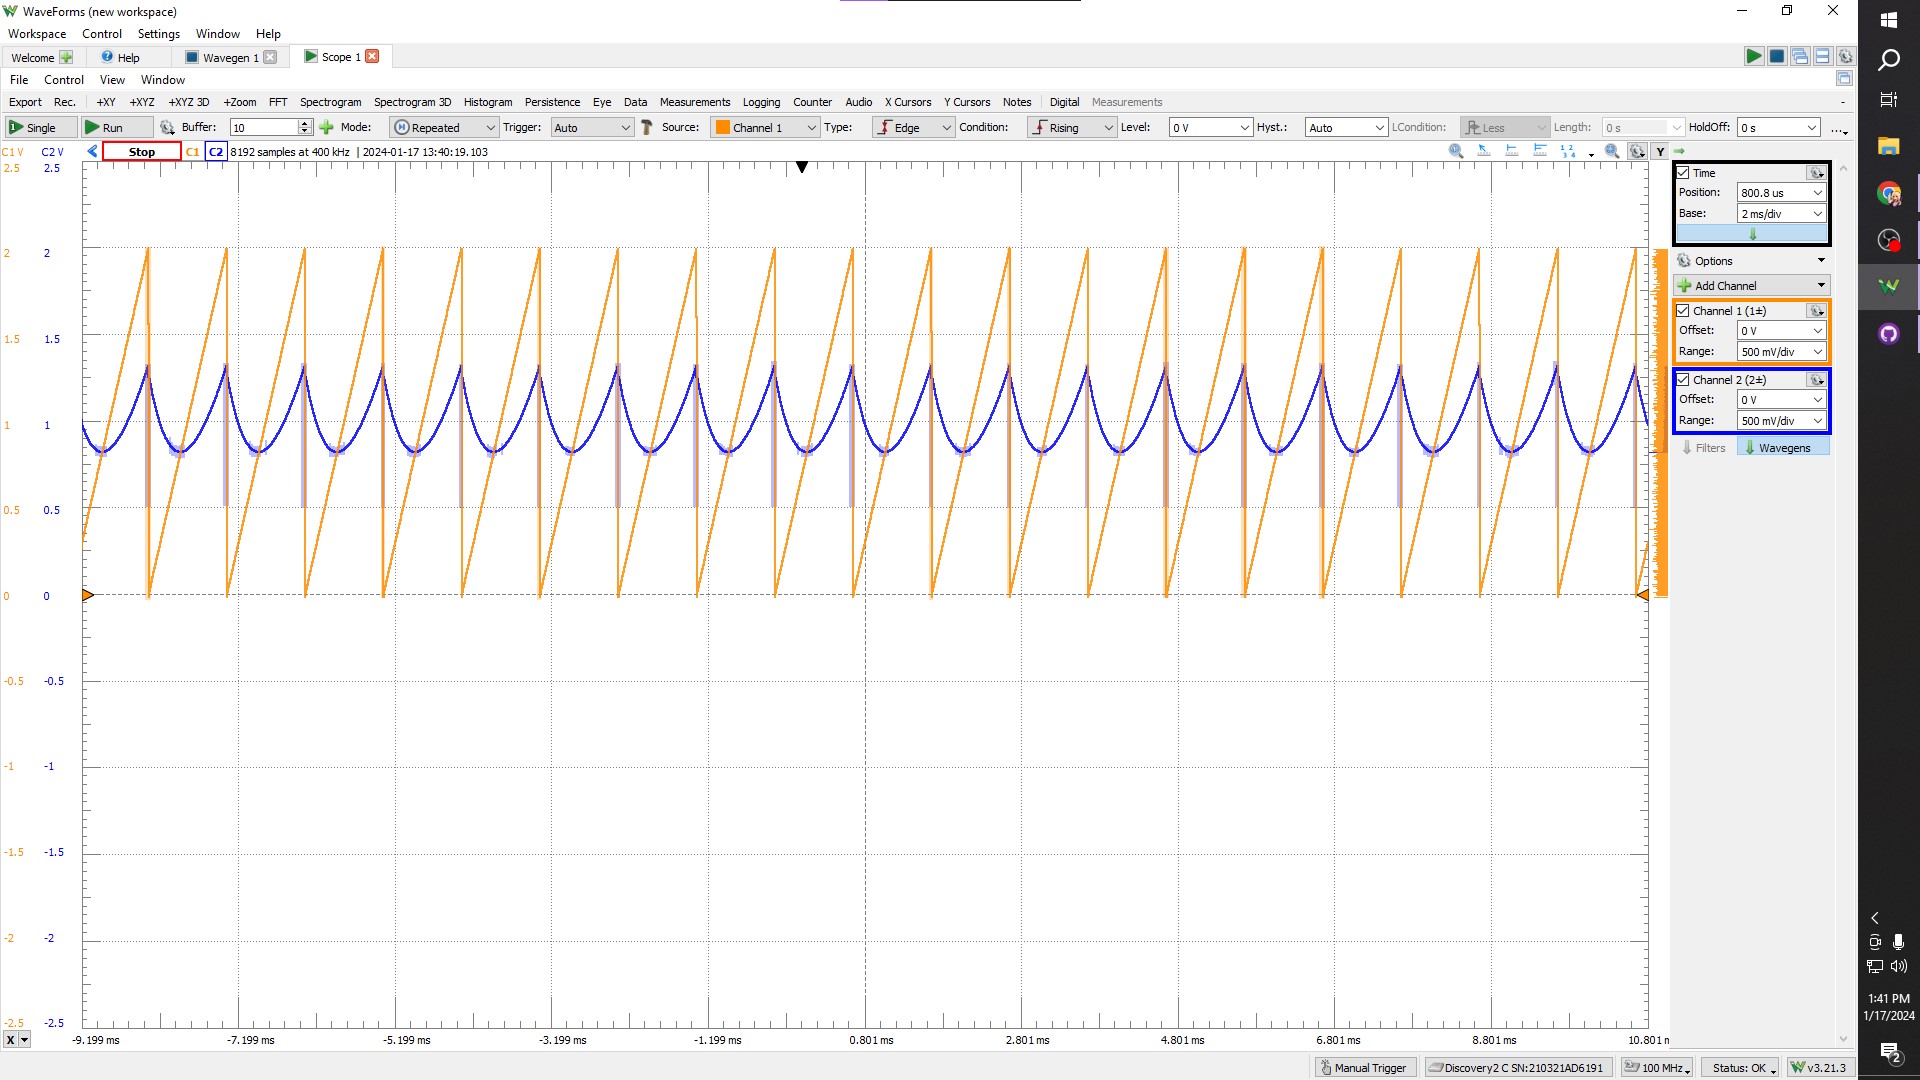 WaveForms (new workspace)
Workspace Control Settings Window Help
Welcome Help Wavegen 1 Scope 1
File Control View Window
Export Rec. +XY +XYZ +XYZ 3D +Zoom FFT Spectrogram Spectrogram 3D Histogram Persistence Eye Data Measurements Logging Counter Audio X Cursors Y Cursors Notes Digital Measurements -
Single Run Buffer: 10 Mode: Repeated Trigger: Auto Source: Channel 1 Type: Edge Condition: Rising Level: 0 V Hyst.: Auto LCondition: Less Length: 0 s HoldOff: 0 s ...
C1 V C2 V Stop C1 C2 8192 samples at 400 kHz | 2024-01-17 13:40:19.103 Y
2.5 2.5
2 2
1.5 1.5
1 1
0.5 0.5
0 0
-0.5 -0.5
-1 -1
-1.5 -1.5
-2 -2
-2.5 -2.5
X -9.199 ms -7.199 ms -5.199 ms -3.199 ms -1.199 ms 0.801 ms 2.801 ms 4.801 ms 6.801 ms 8.801 ms 10.801 m
Time
Position: 800.8 us
Base: 2 ms/div
Options
Add Channel
Channel 1 (1±)
Offset: 0 V
Range: 500 mV/div
Channel 2 (2±)
Offset: 0 V
Range: 500 mV/div
Filters Wavegens
Manual Trigger Discovery2 C SN:210321AD6191 100 MHz Status: OK v3.21.3
1:41 PM
1/17/2024
2